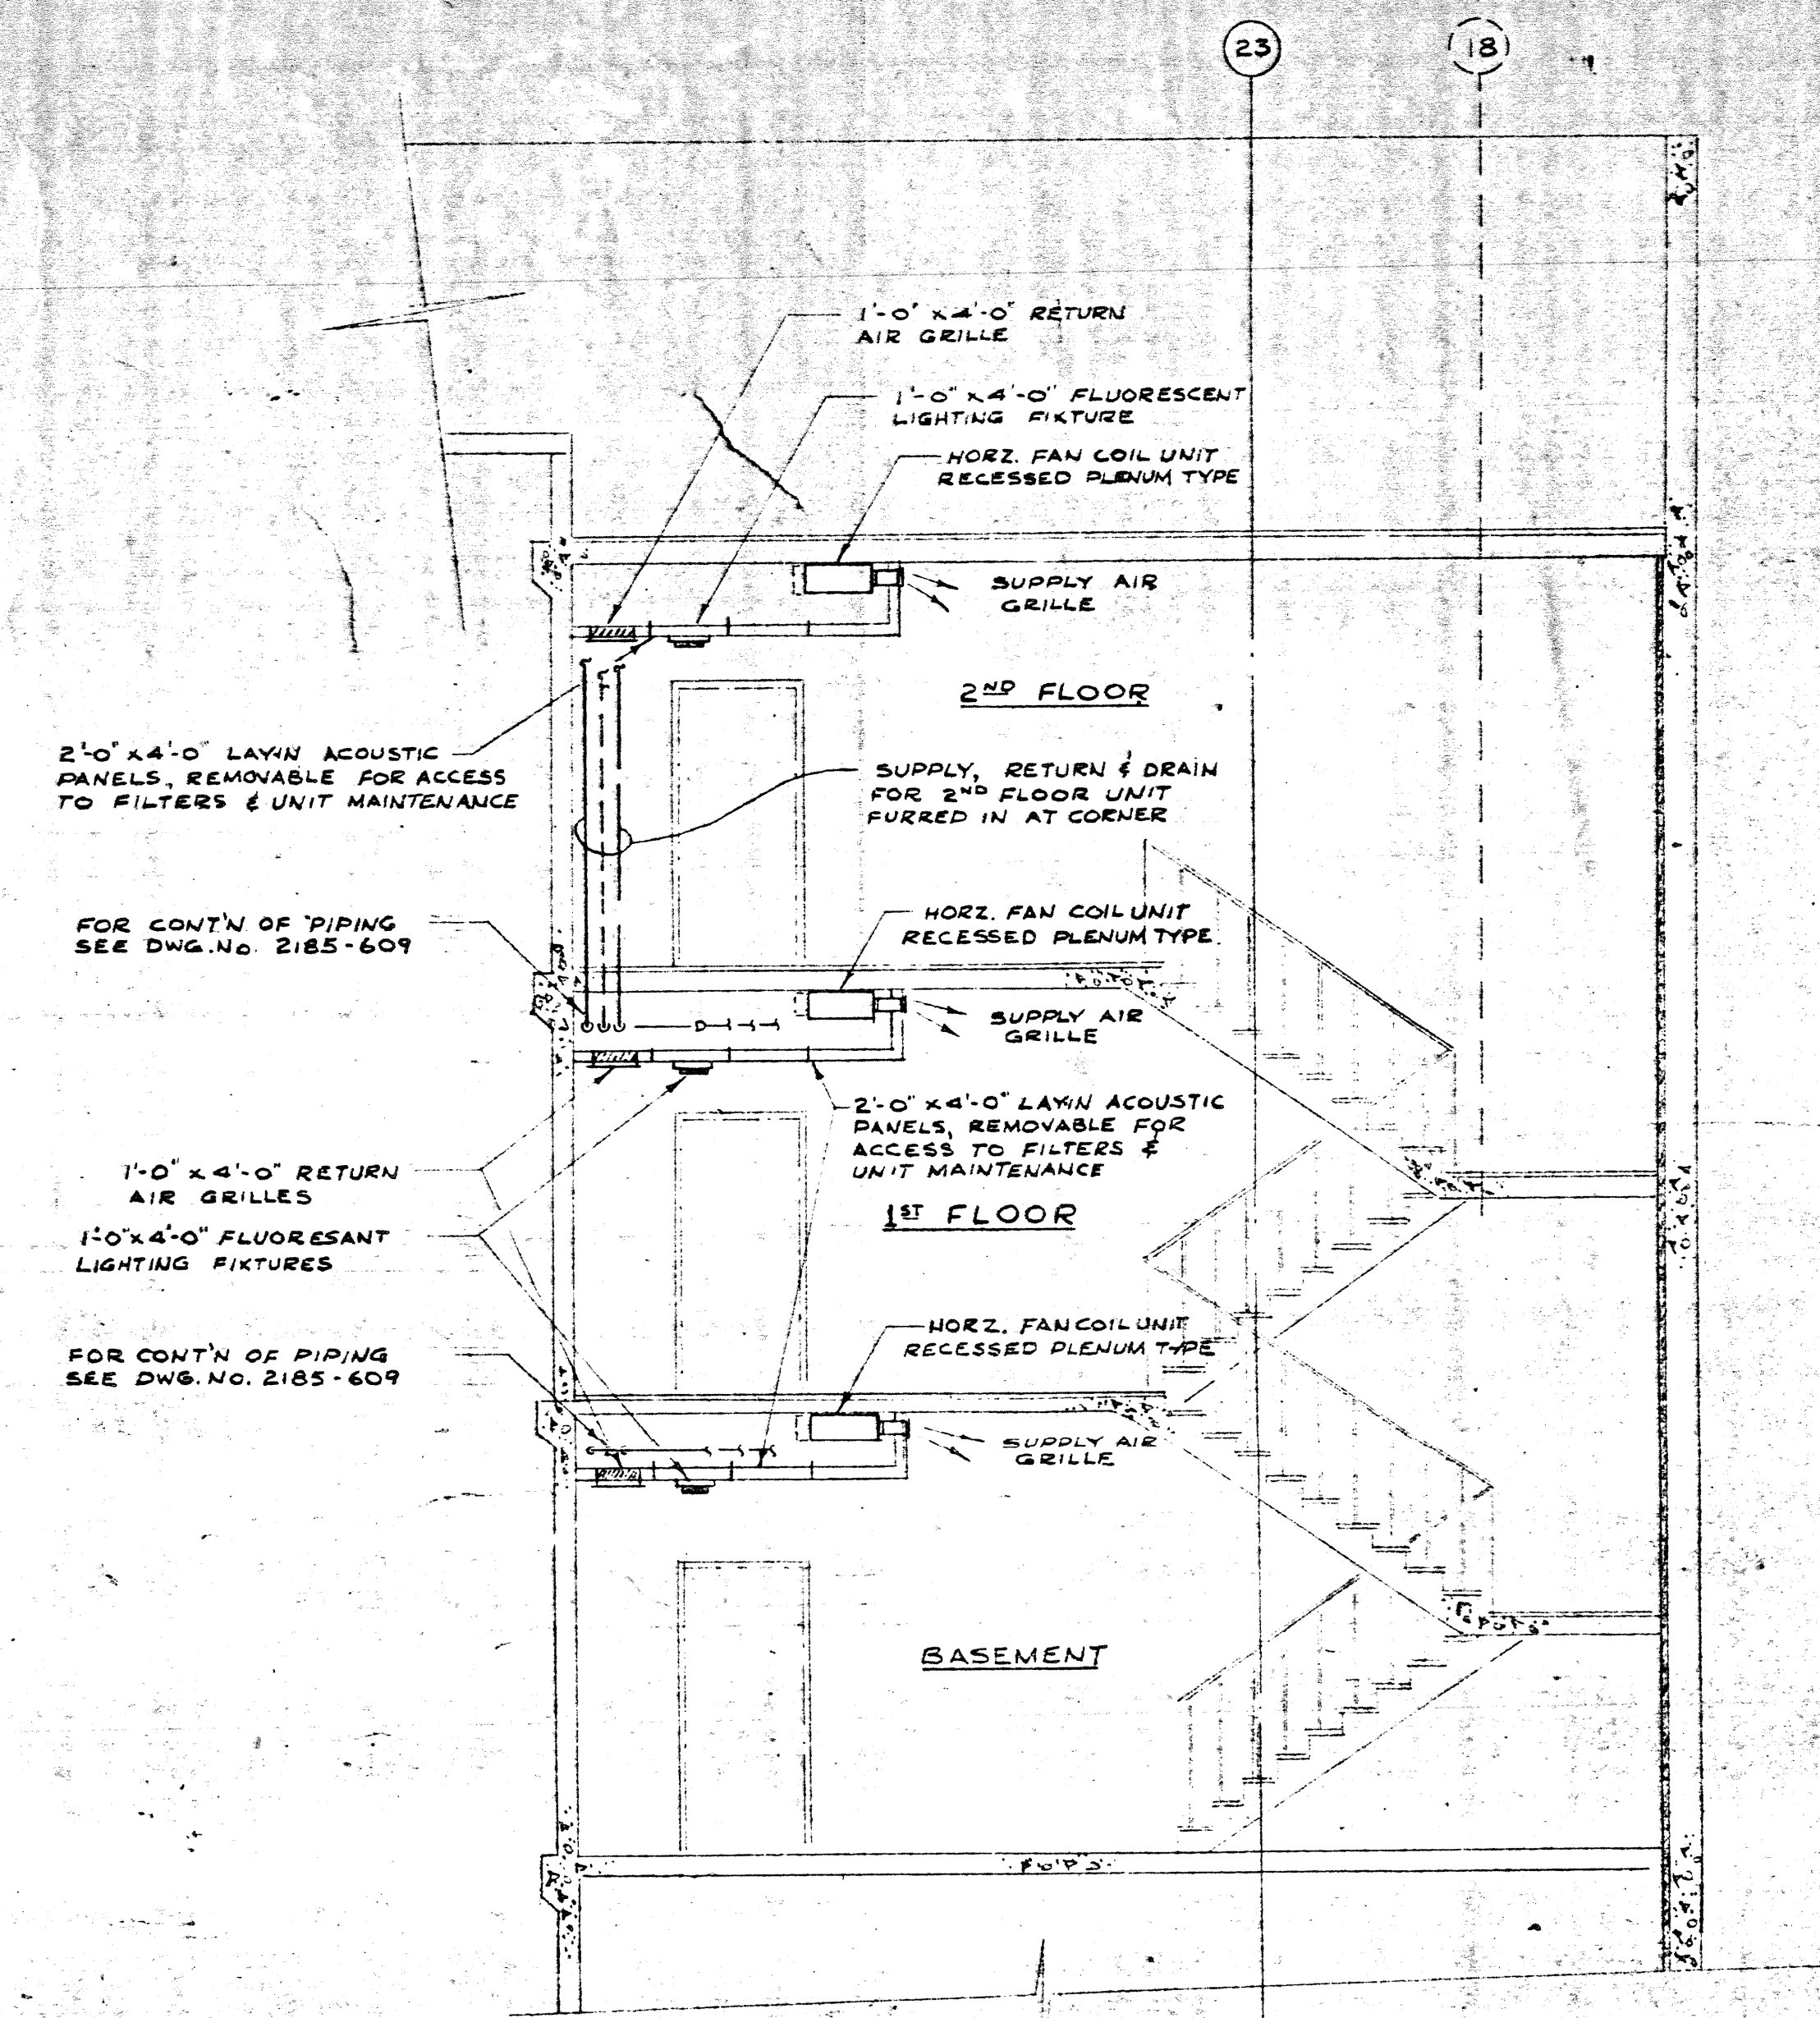 23
18
1'-0" x 4'-0" RETURN
AIR GRILLE
1'-0" x 4'-0" FLUORESCENT
LIGHTING FIXTURE
HORZ. FAN COIL UNIT
RECESSED PLENUM TYPE
SUPPLY AIR
GRILLE
2ND FLOOR
2'-0" x 4'-0" LAYIN ACOUSTIC
PANELS, REMOVABLE FOR ACCESS
TO FILTERS & UNIT MAINTENANCE
SUPPLY, RETURN & DRAIN
FOR 2ND FLOOR UNIT
FURRED IN AT CORNER
FOR CONT'N OF PIPING
SEE DWG. No. 2185-609
HORZ. FAN COIL UNIT
RECESSED PLENUM TYPE.
SUPPLY AIR
GRILLE
D
2'-0" x 4'-0" LAYIN ACOUSTIC
PANELS, REMOVABLE FOR
ACCESS TO FILTERS &
UNIT MAINTENANCE
1'-0" x 4'-0" RETURN
AIR GRILLES
1ST FLOOR
1'-0" x 4'-0" FLUORESANT
LIGHTING FIXTURES
HORZ. FAN COIL UNIT
RECESSED PLENUM TYPE
FOR CONT'N OF PIPING
SEE DWG. NO. 2185-609
SUPPLY AIR
GRILLE
BASEMENT